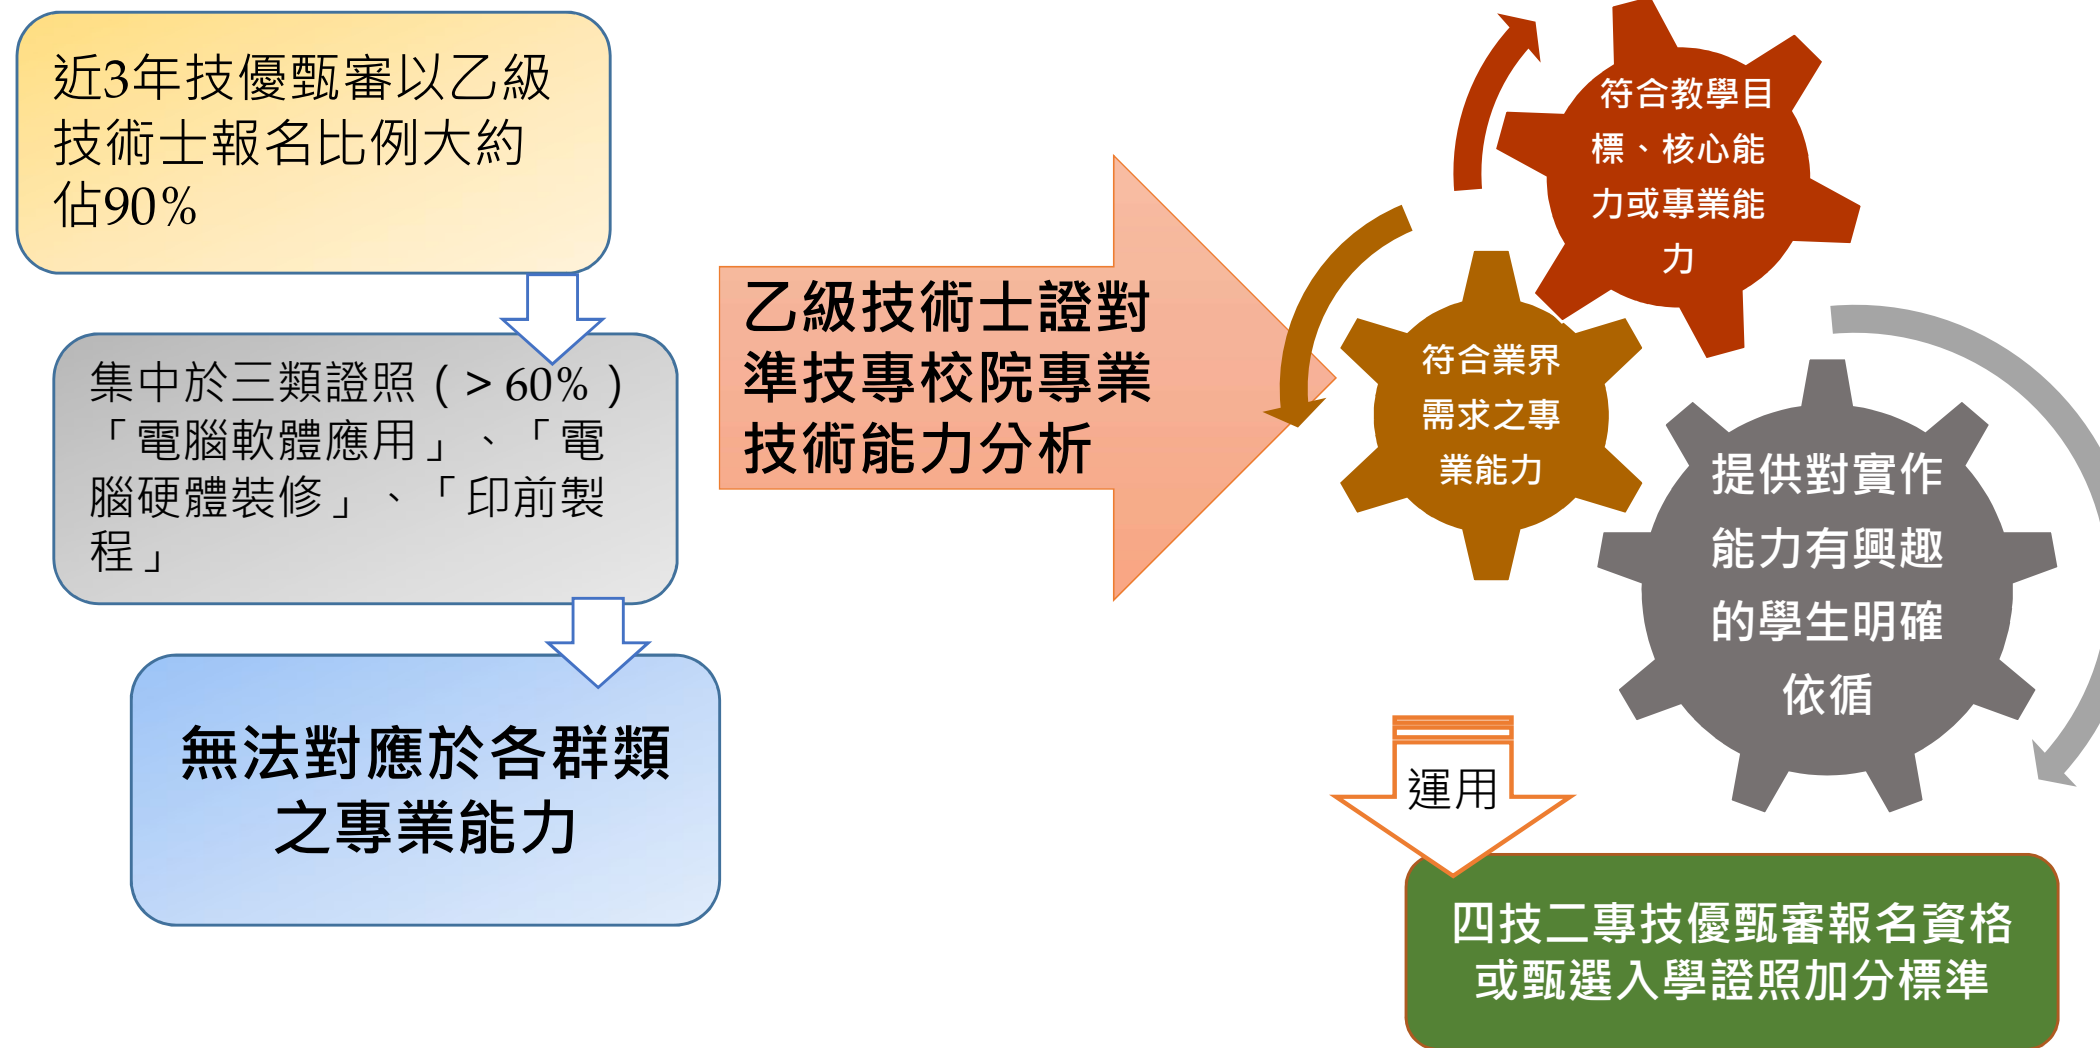 近3年技優甄審以乙級
技術士報名比例大約
佔90%
集中於三類證照（＞60%）
「電腦軟體應用」、「電
腦硬體裝修」、「印前製
程」
無法對應於各群類
之專業能力
乙級技術士證對
準技專校院專業
技術能力分析
符合教學目
標、核心能
力或專業能
力
符合業界
需求之專
業能力
提供對實作
能力有興趣
的學生明確
依循
運用
四技二專技優甄審報名資格
或甄選入學證照加分標準